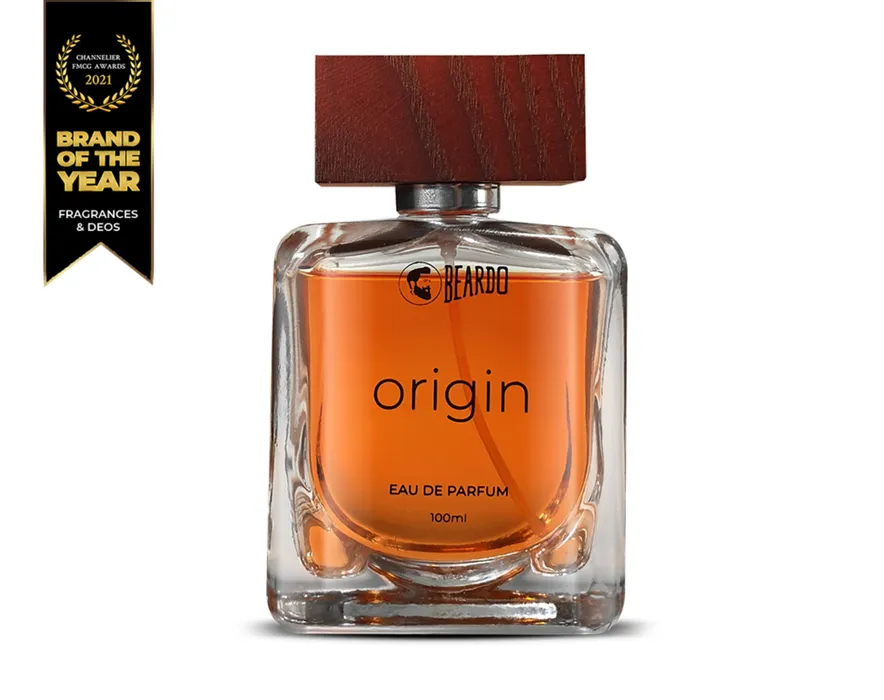 CHANNELIER
FMCG AWARDS
2021
BRAND
OF THE
YEAR
FRAGRANCES
& DEOS
BEARDO
origin
EAU DE PARFUM
100ml